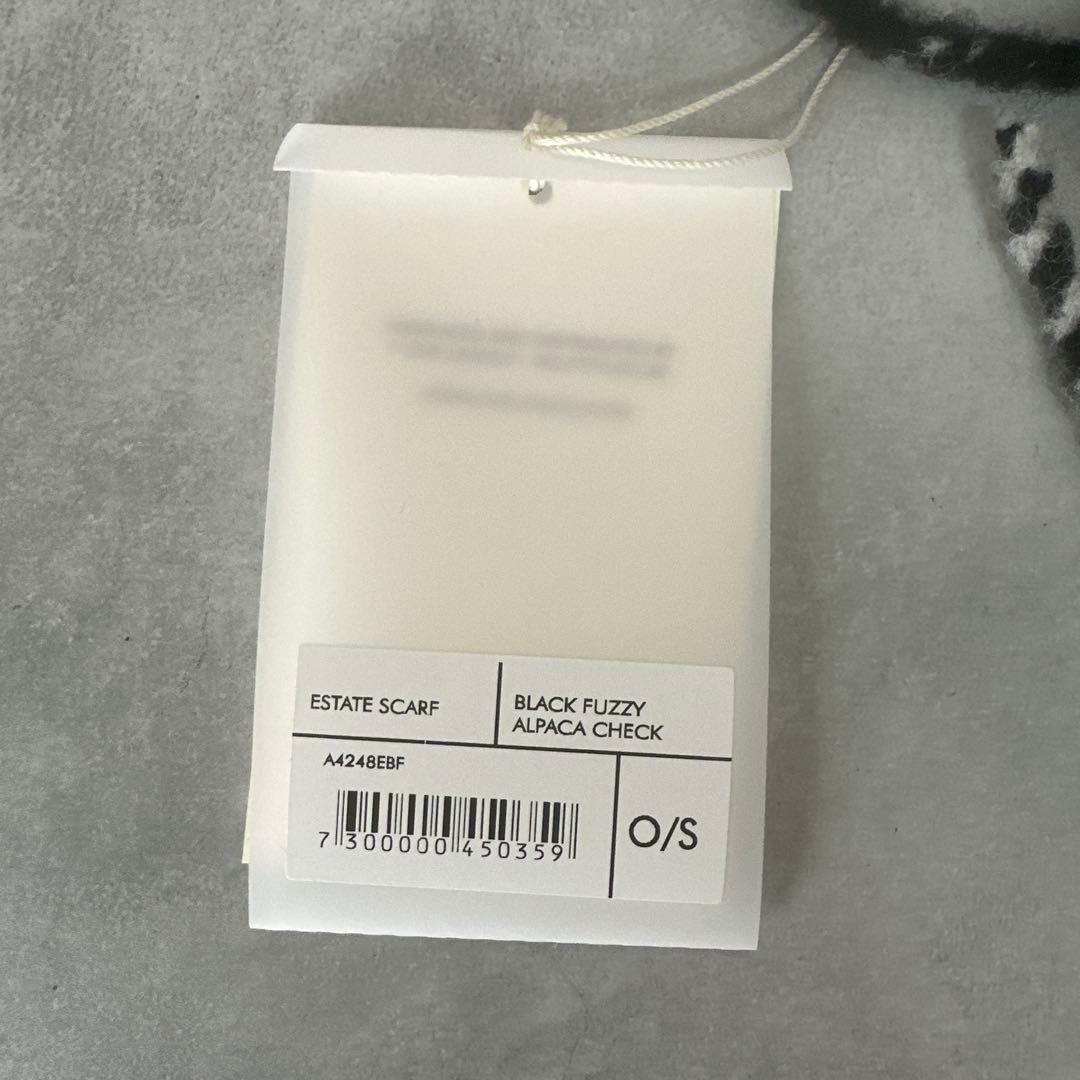 ESTATE SCARF
BLACK FUZZY
ALPACA CHECK
A4248EBF
7 300000 450359
O/S